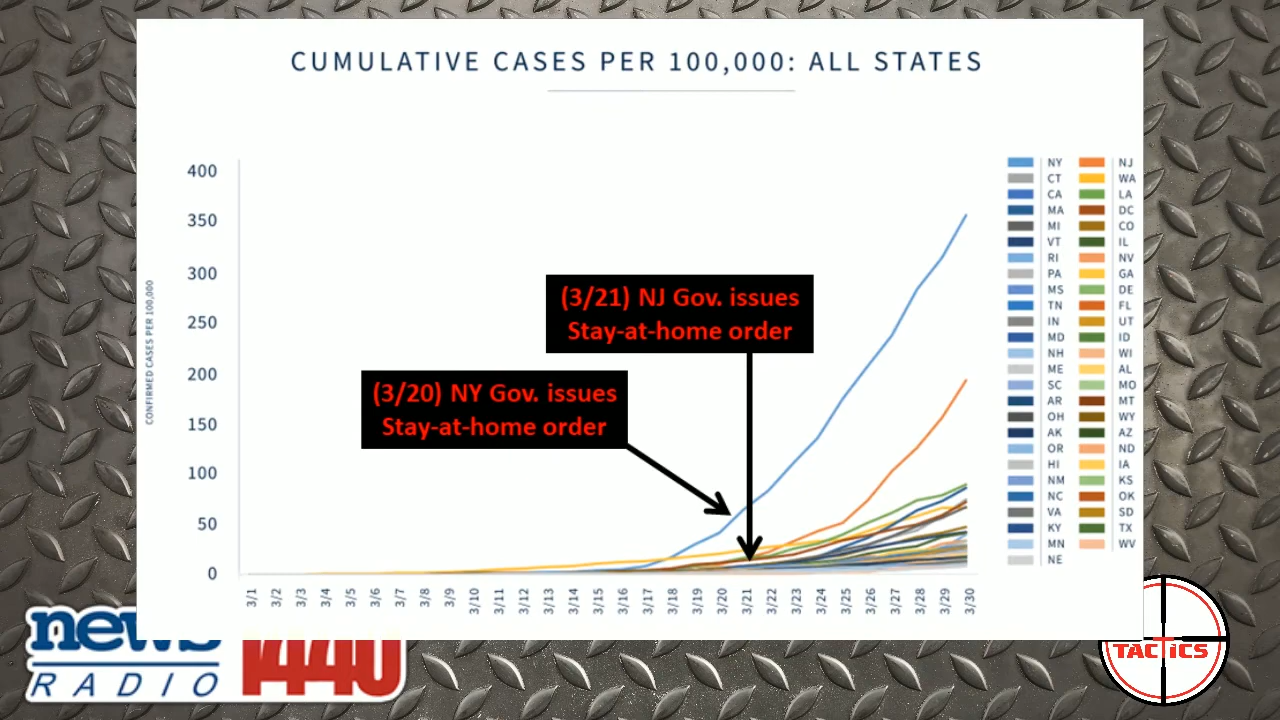 CUMULATIVE CASES PER 100,000: ALL STATES
400
350
300
250
200
150
100
50
0
CONFIRMED CASES PER 100,000
(3/21) NJ Gov. issues
Stay-at-home order
(3/20) NY Gov. issues
Stay-at-home order
3/1 3/2 3/3 3/4 3/5 3/6 3/7 3/8 3/9 3/10 3/11 3/12 3/13 3/14 3/15 3/16 3/17 3/18 3/19 3/20 3/21 3/22 3/23 3/24 3/25 3/26 3/27 3/28 3/29 3/30
NY NJ
CT WA
CA LA
MA DC
MI CO
VT IL
RI NV
PA GA
MS DE
TN FL
IN UT
MD ID
NH WI
ME AL
SC MO
AR MT
OH WY
AK AZ
OR ND
HI IA
NM KS
NC OK
VA SD
KY TX
MN WV
NE
news
RADIO
1440
TACTICS